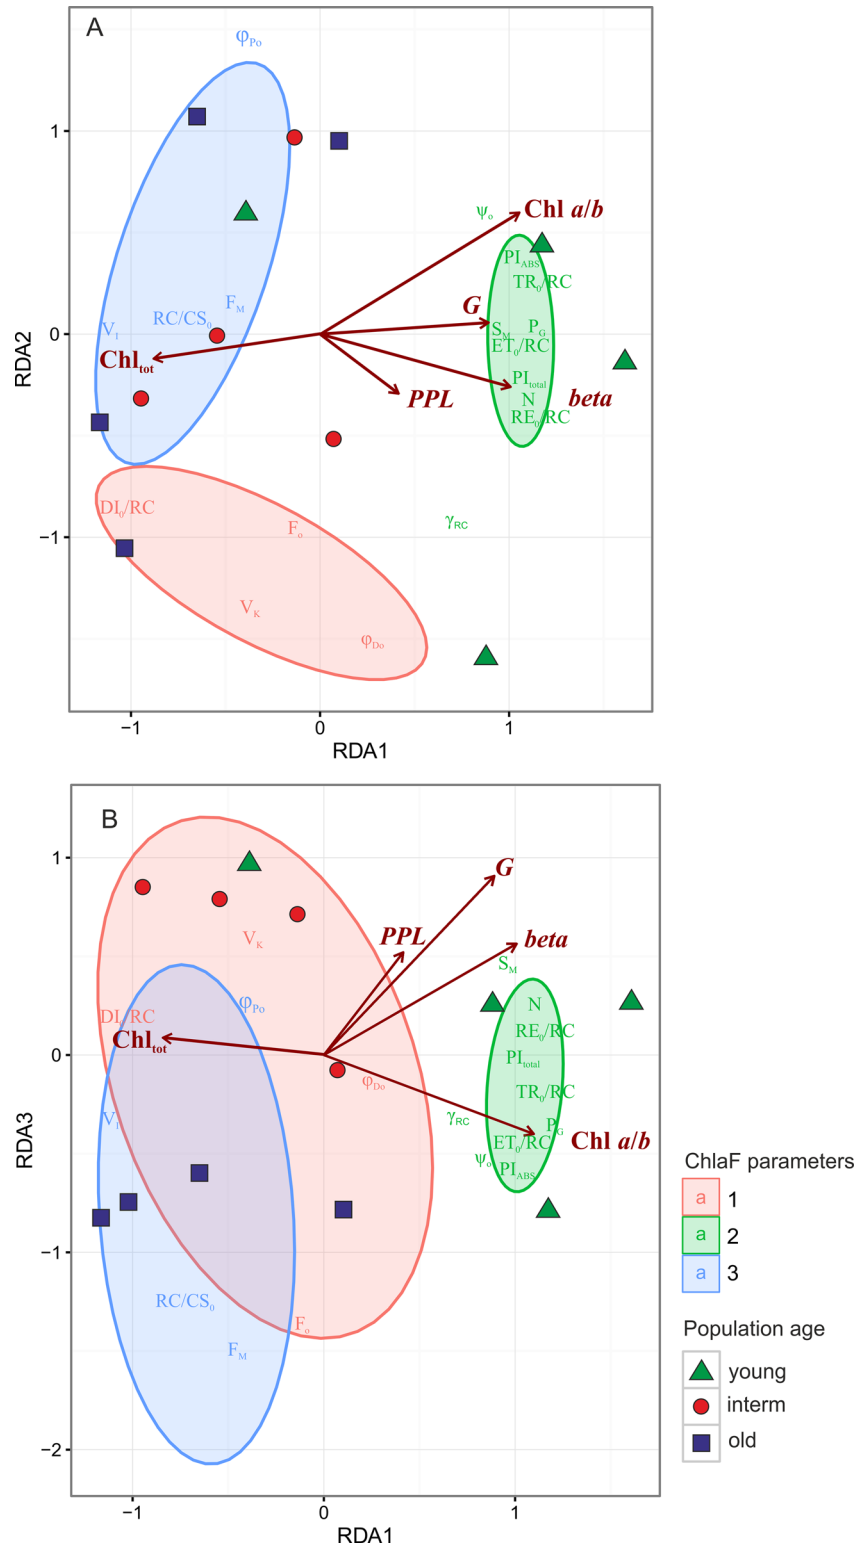 A
φPo
1
ψo
Chl a/b
PIABS
TR0/RC
G
FM
RC/CS0
VI
SM
PG
ET0/RC
0
Chltot
PItotal
PPL
beta
N
RE0/RC
DI0/RC
Fo
γRC
−1
VK
φDo
−1
0
1
RDA1
RDA2
B
1
G
PPL
beta
VK
SM
φPo
N
DI0/RC
RE0/RC
Chltot
0
PItotal
φDo
TR0/RC
VI
γRC
PG
ET0/RC
Chl a/b
ψo
PIABS
−1
RC/CS0
Fo
FM
−2
−1
0
1
RDA1
RDA3
ChlaF parameters
a 1
a 2
a 3
Population age
young
interm
old